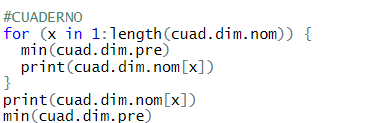 #CUADERNO
for (x in 1:length(cuad.dim.nom)) {
  min(cuad.dim.pre)
  print(cuad.dim.nom[x])
}
print(cuad.dim.nom[x])
min(cuad.dim.pre)